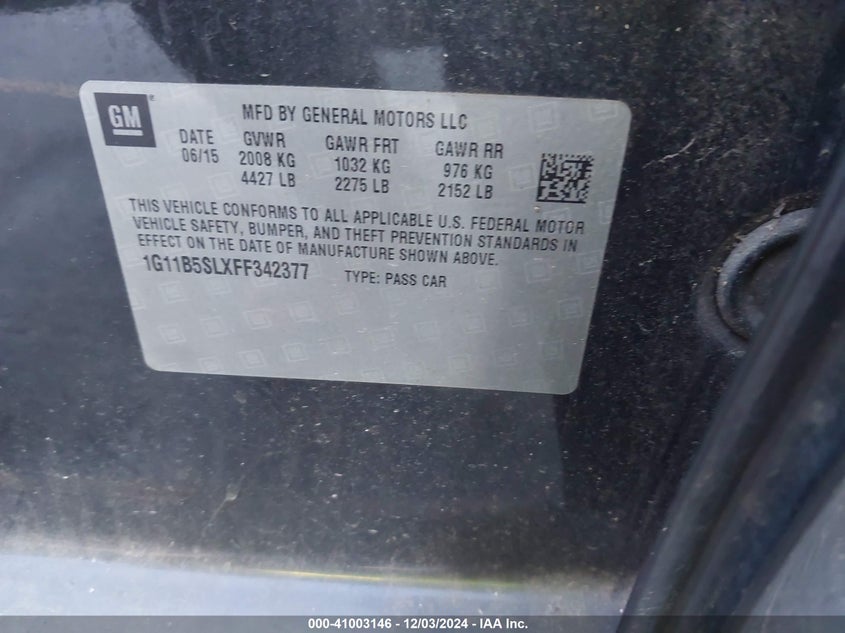 GM ®
MFD BY GENERAL MOTORS LLC
DATE GVWR GAWR FRT GAWR RR
06/15 2008 KG 1032 KG 976 KG
4427 LB 2275 LB 2152 LB
THIS VEHICLE CONFORMS TO ALL APPLICABLE U.S. FEDERAL MOTOR
VEHICLE SAFETY, BUMPER, AND THEFT PREVENTION STANDARDS IN
EFFECT ON THE DATE OF MANUFACTURE SHOWN ABOVE.
1G11B5SLXFF342377 TYPE: PASS CAR
000-41003146 - 12/03/2024 - IAA Inc.